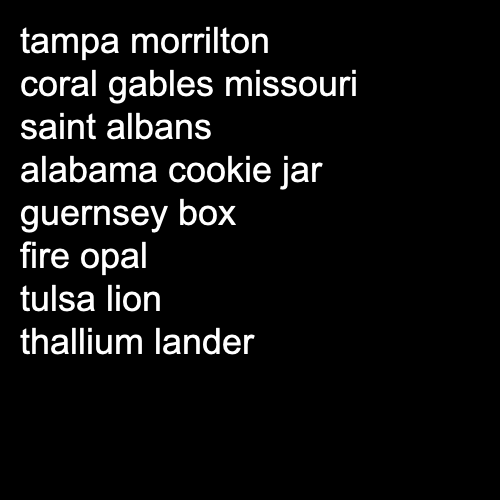 tampa morrilton
coral gables missouri
saint albans
alabama cookie jar
guernsey box
fire opal
tulsa lion
thallium lander